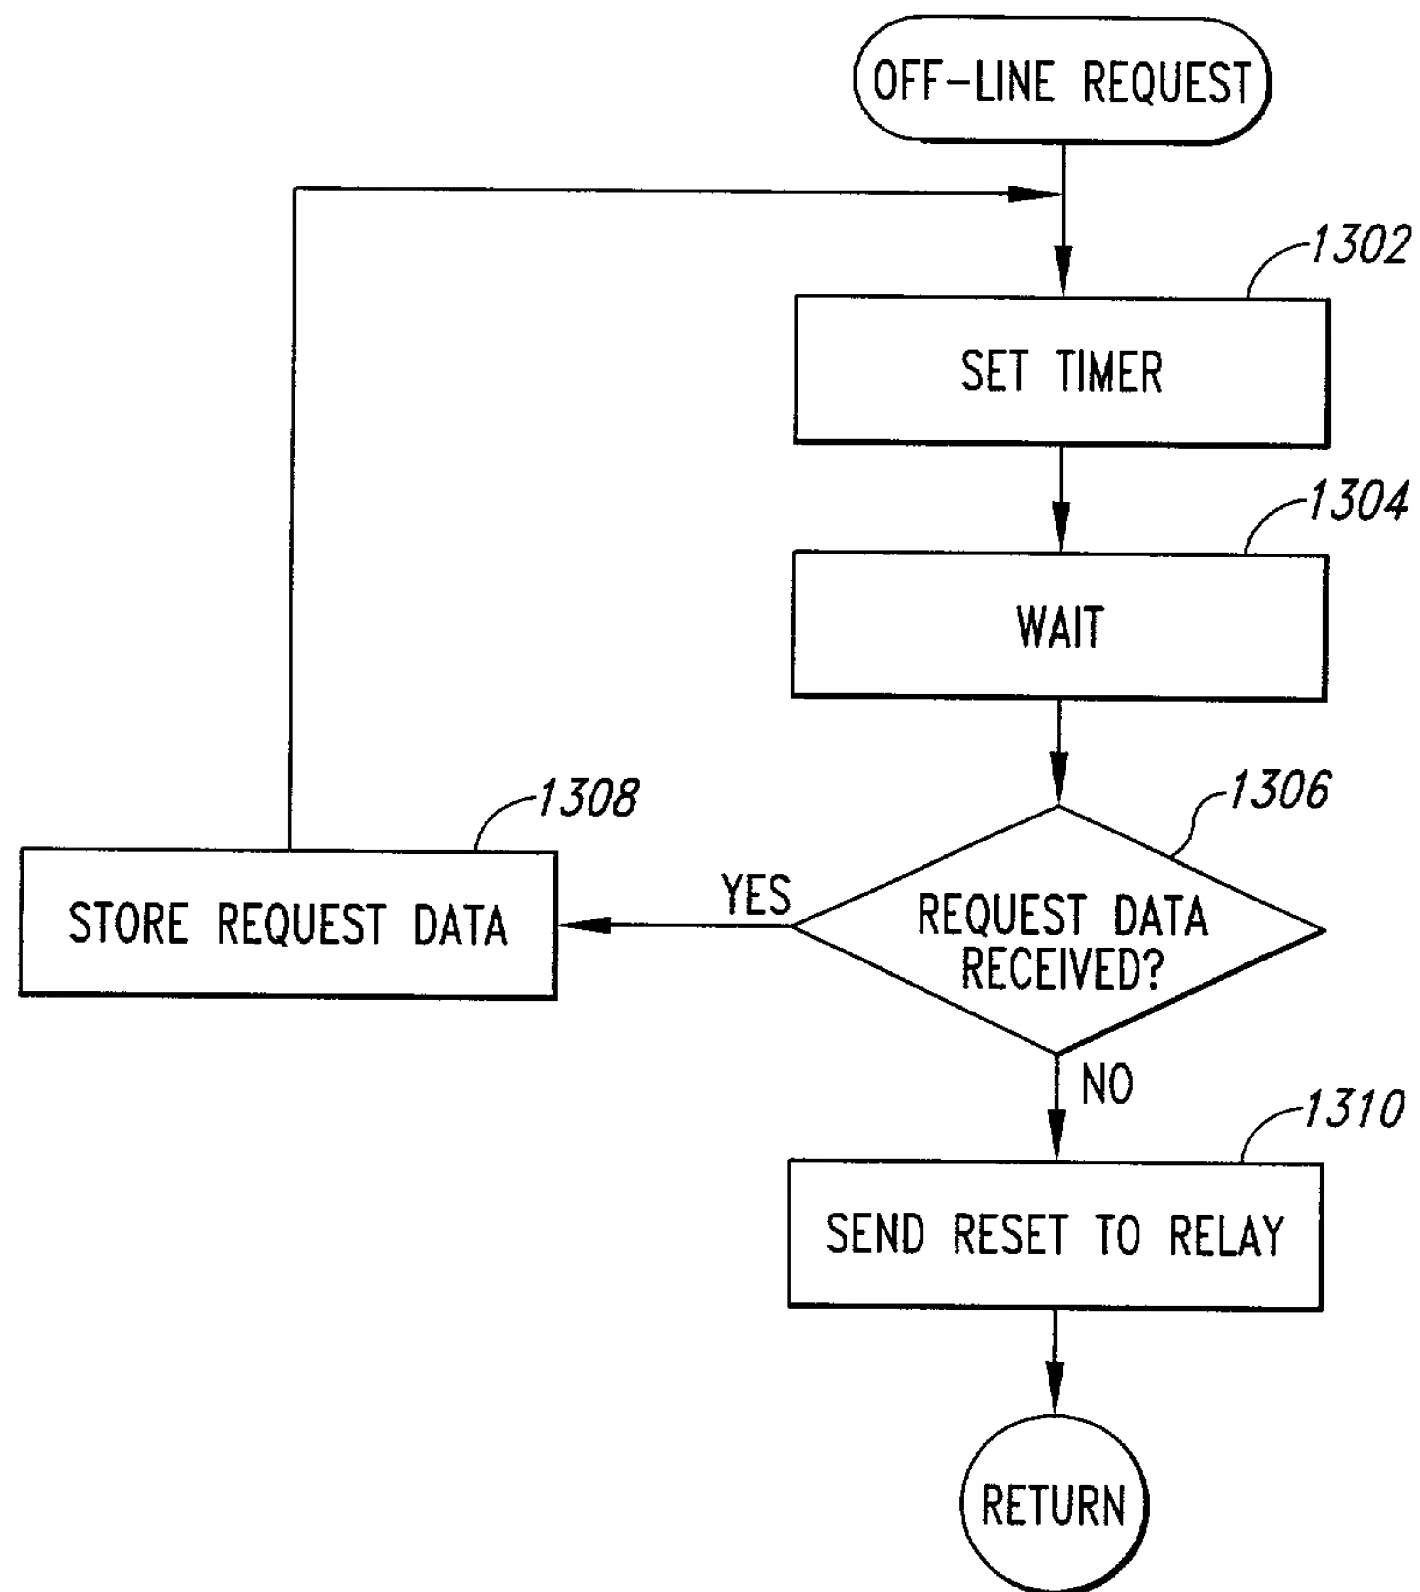 OFF-LINE REQUEST
1302
SET TIMER
1304
WAIT
1306
REQUEST DATA
RECEIVED?
YES
1308
STORE REQUEST DATA
NO
1310
SEND RESET TO RELAY
RETURN